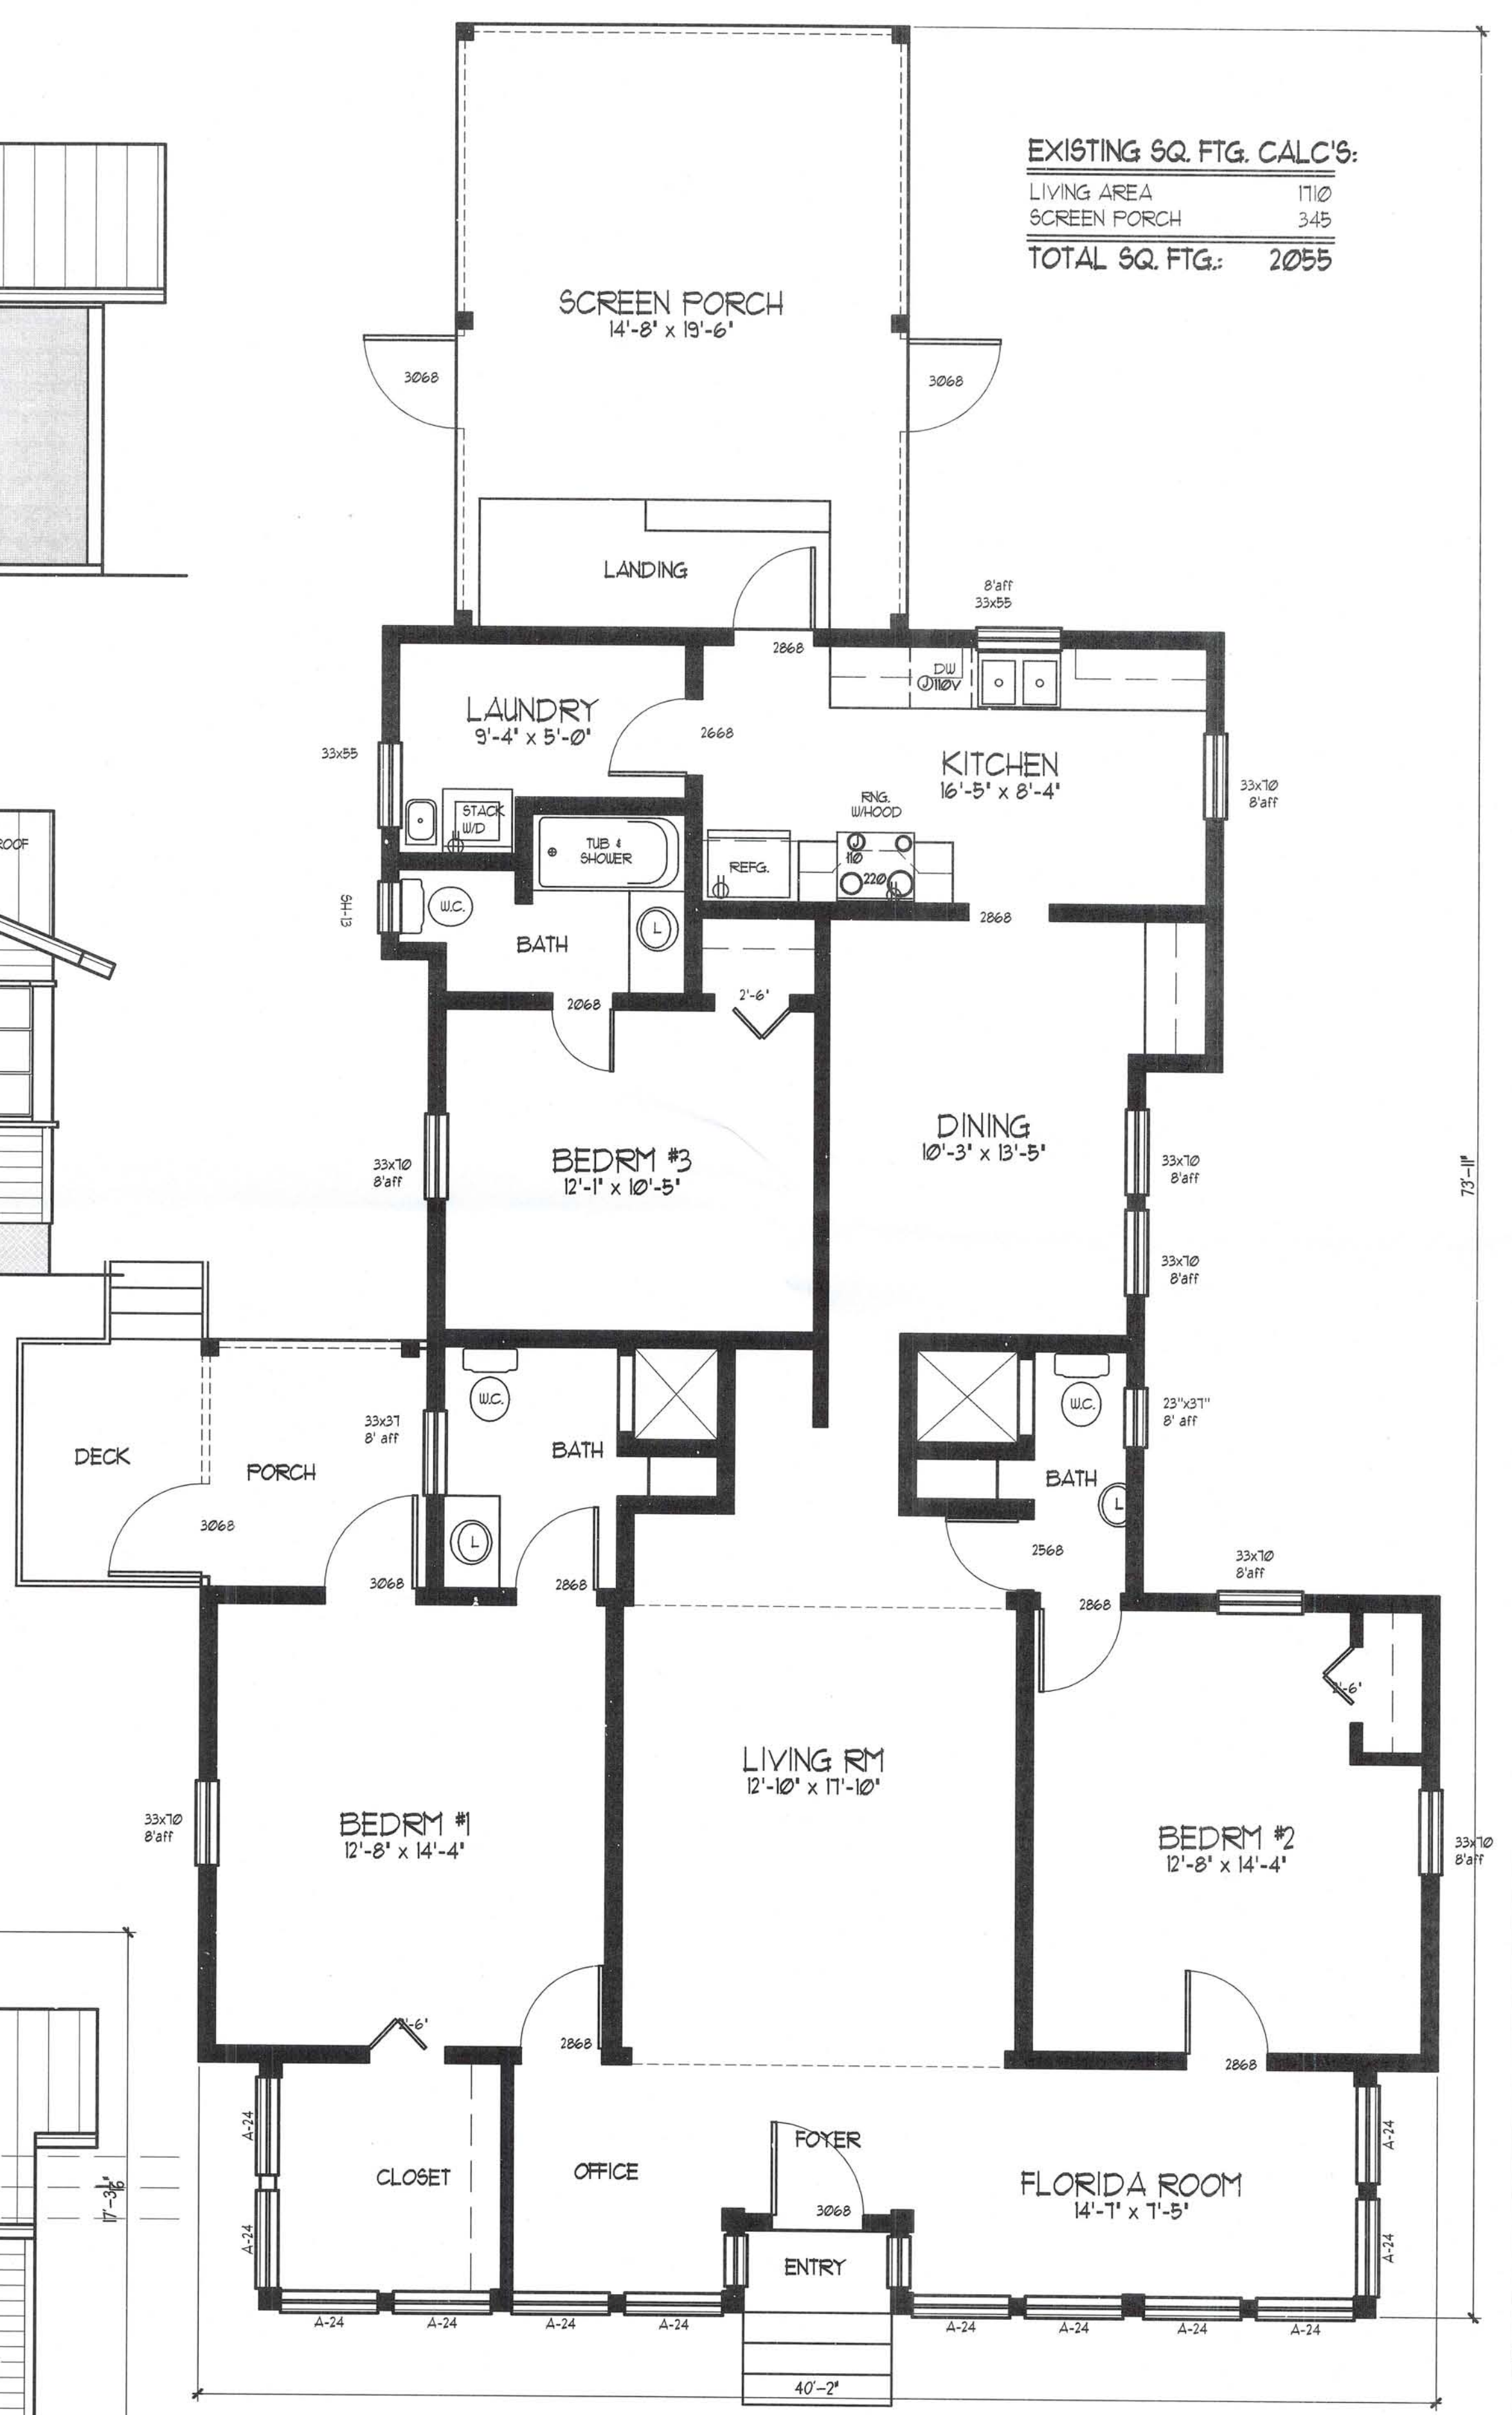 EXISTING SQ. FTG. CALC'S:
LIVING AREA 1710
SCREEN PORCH 345
TOTAL SQ. FTG.: 2055
SCREEN PORCH
14'-8" x 19'-6"
3068
3068
LANDING
8'aff
33x55
2868
DW
J 110V
LAUNDRY
9'-4" x 5'-0"
2668
33x55
KITCHEN
16'-5" x 8'-4"
33x70
8'aff
RNG.
W/HOOD
STACK
W/D
TUB &
SHOWER
J
110
220
REFG.
ROOF
SH-13
W.C.
L
BATH
2868
2'-6"
2068
DINING
10'-3" x 13'-5"
BEDRM #3
12'-1" x 10'-5"
33x70
8'aff
33x70
8'aff
33x70
8'aff
73'-11"
W.C.
W.C.
23"x37"
8' aff
33x37
8' aff
DECK
PORCH
BATH
BATH
L
L
3068
2568
3068
2868
33x70
8'aff
2868
2'-6"
LIVING RM
12'-10" x 17'-10"
BEDRM #1
12'-8" x 14'-4"
33x70
8'aff
BEDRM #2
12'-8" x 14'-4"
33x70
8'aff
2'-6"
2868
2868
A-24
A-24
FOYER
CLOSET
OFFICE
FLORIDA ROOM
14'-7" x 7'-5"
3068
A-24
A-24
ENTRY
A-24
A-24
A-24
A-24
A-24
A-24
A-24
A-24
40'-2"